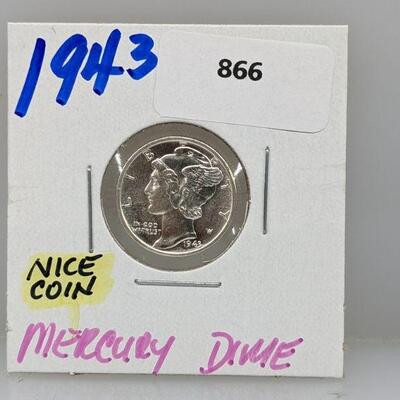 1943
866
LIBERTY
IN GOD
WE TRUST
1943
NICE
COIN
MERCURY DIME